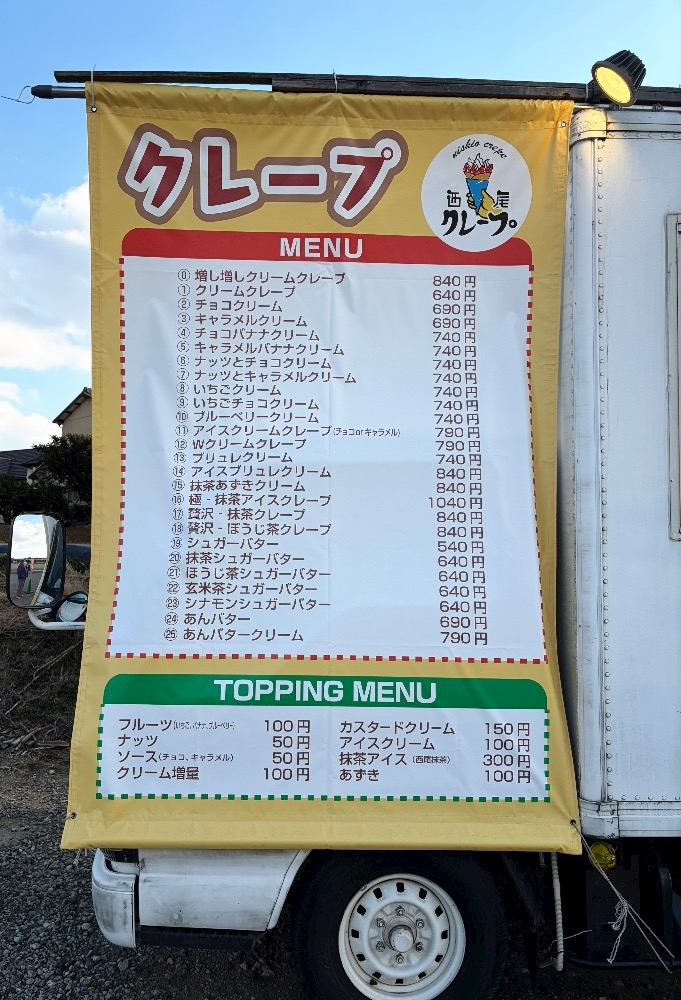 クレープ
nishio crepe
西尾
クレープ
MENU
⓪ 増し増しクリームクレープ 840円
① クリームクレープ 640円
② チョコクリーム 690円
③ キャラメルクリーム 690円
④ チョコバナナクリーム 740円
⑤ キャラメルバナナクリーム 740円
⑥ ナッツとチョコクリーム 740円
⑦ ナッツとキャラメルクリーム 740円
⑧ いちごクリーム 740円
⑨ いちごチョコクリーム 740円
⑩ ブルーベリークリーム 740円
⑪ アイスクリームクレープ(チョコorキャラメル) 790円
⑫ Wクリームクレープ 790円
⑬ ブリュレクリーム 740円
⑭ アイスブリュレクリーム 840円
⑮ 抹茶あずきクリーム 840円
⑯ 極‐抹茶アイスクレープ 1040円
⑰ 贅沢‐抹茶クレープ 840円
⑱ 贅沢‐ほうじ茶クレープ 840円
⑲ シュガーバター 540円
⑳ 抹茶シュガーバター 640円
㉑ ほうじ茶シュガーバター 640円
㉒ 玄米茶シュガーバター 640円
㉓ シナモンシュガーバター 640円
㉔ あんバター 690円
㉕ あんバタークリーム 790円
TOPPING MENU
フルーツ(いちご、バナナ、ブルーベリー) 100円
ナッツ 50円
ソース(チョコ、キャラメル) 50円
クリーム増量 100円
カスタードクリーム 150円
アイスクリーム 100円
抹茶アイス(西尾抹茶) 300円
あずき 100円